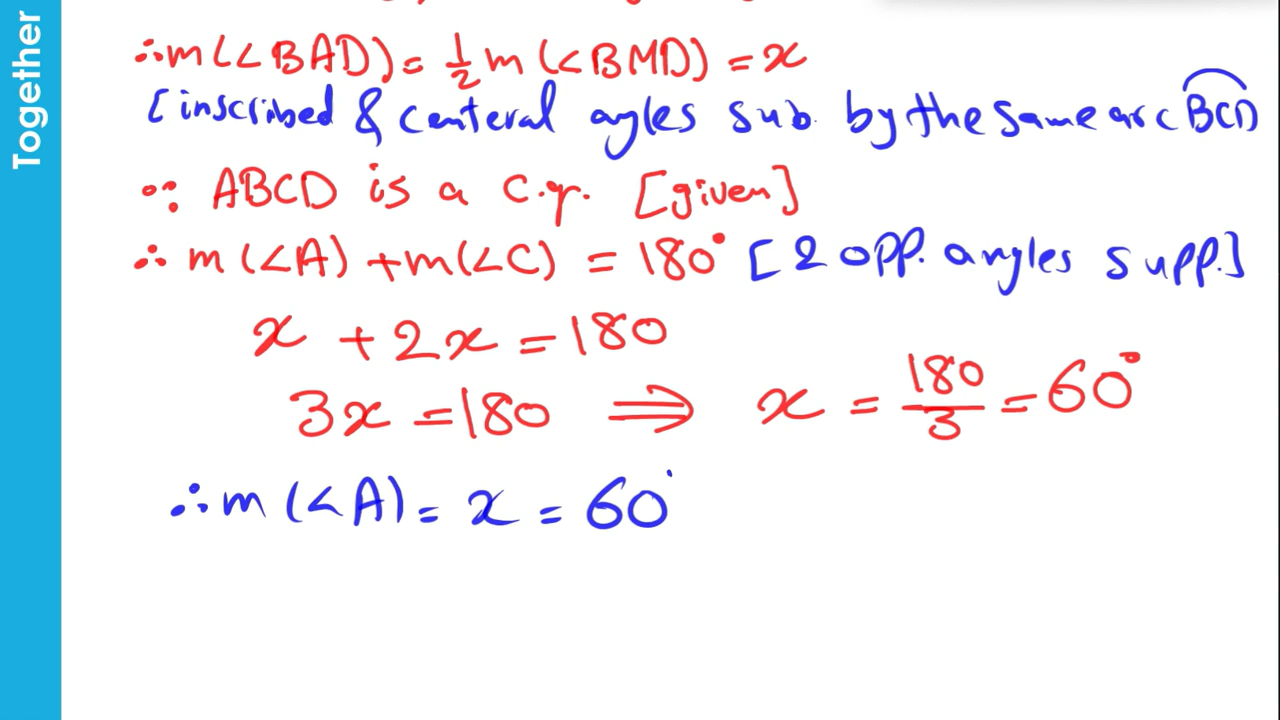 Together
∴m(∠BAD) = 1/2 m(∠BMD) = x
[inscribed & centeral agles sub. by the same arc BCD
∵ ABCD is a c.q. [given]
∴ m(∠A) + m(∠C) = 180° [2 opp. angles supp.]
x + 2x = 180
3x = 180 ⟹ x = 180/3 = 60°
∴ m(∠A) = x = 60°